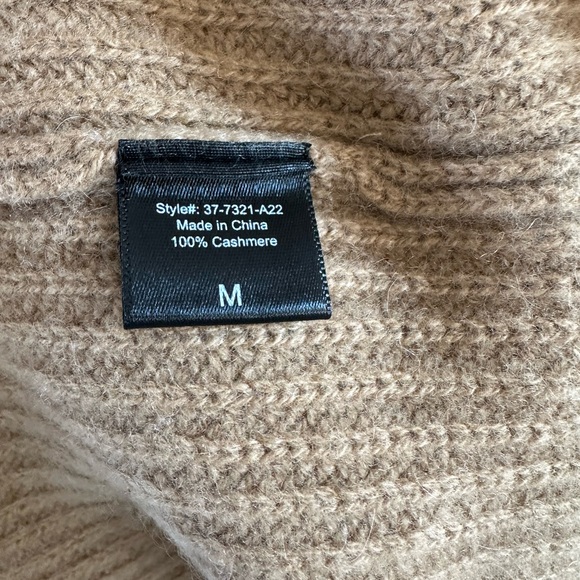 Style#: 37-7321-A22
Made in China
100% Cashmere
M